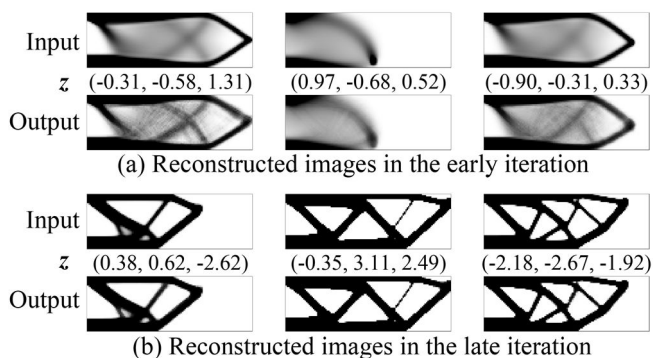 Input
z (-0.31, -0.58, 1.31) (0.97, -0.68, 0.52) (-0.90, -0.31, 0.33)
Output
(a) Reconstructed images in the early iteration
Input
z (0.38, 0.62, -2.62) (-0.35, 3.11, 2.49) (-2.18, -2.67, -1.92)
Output
(b) Reconstructed images in the late iteration